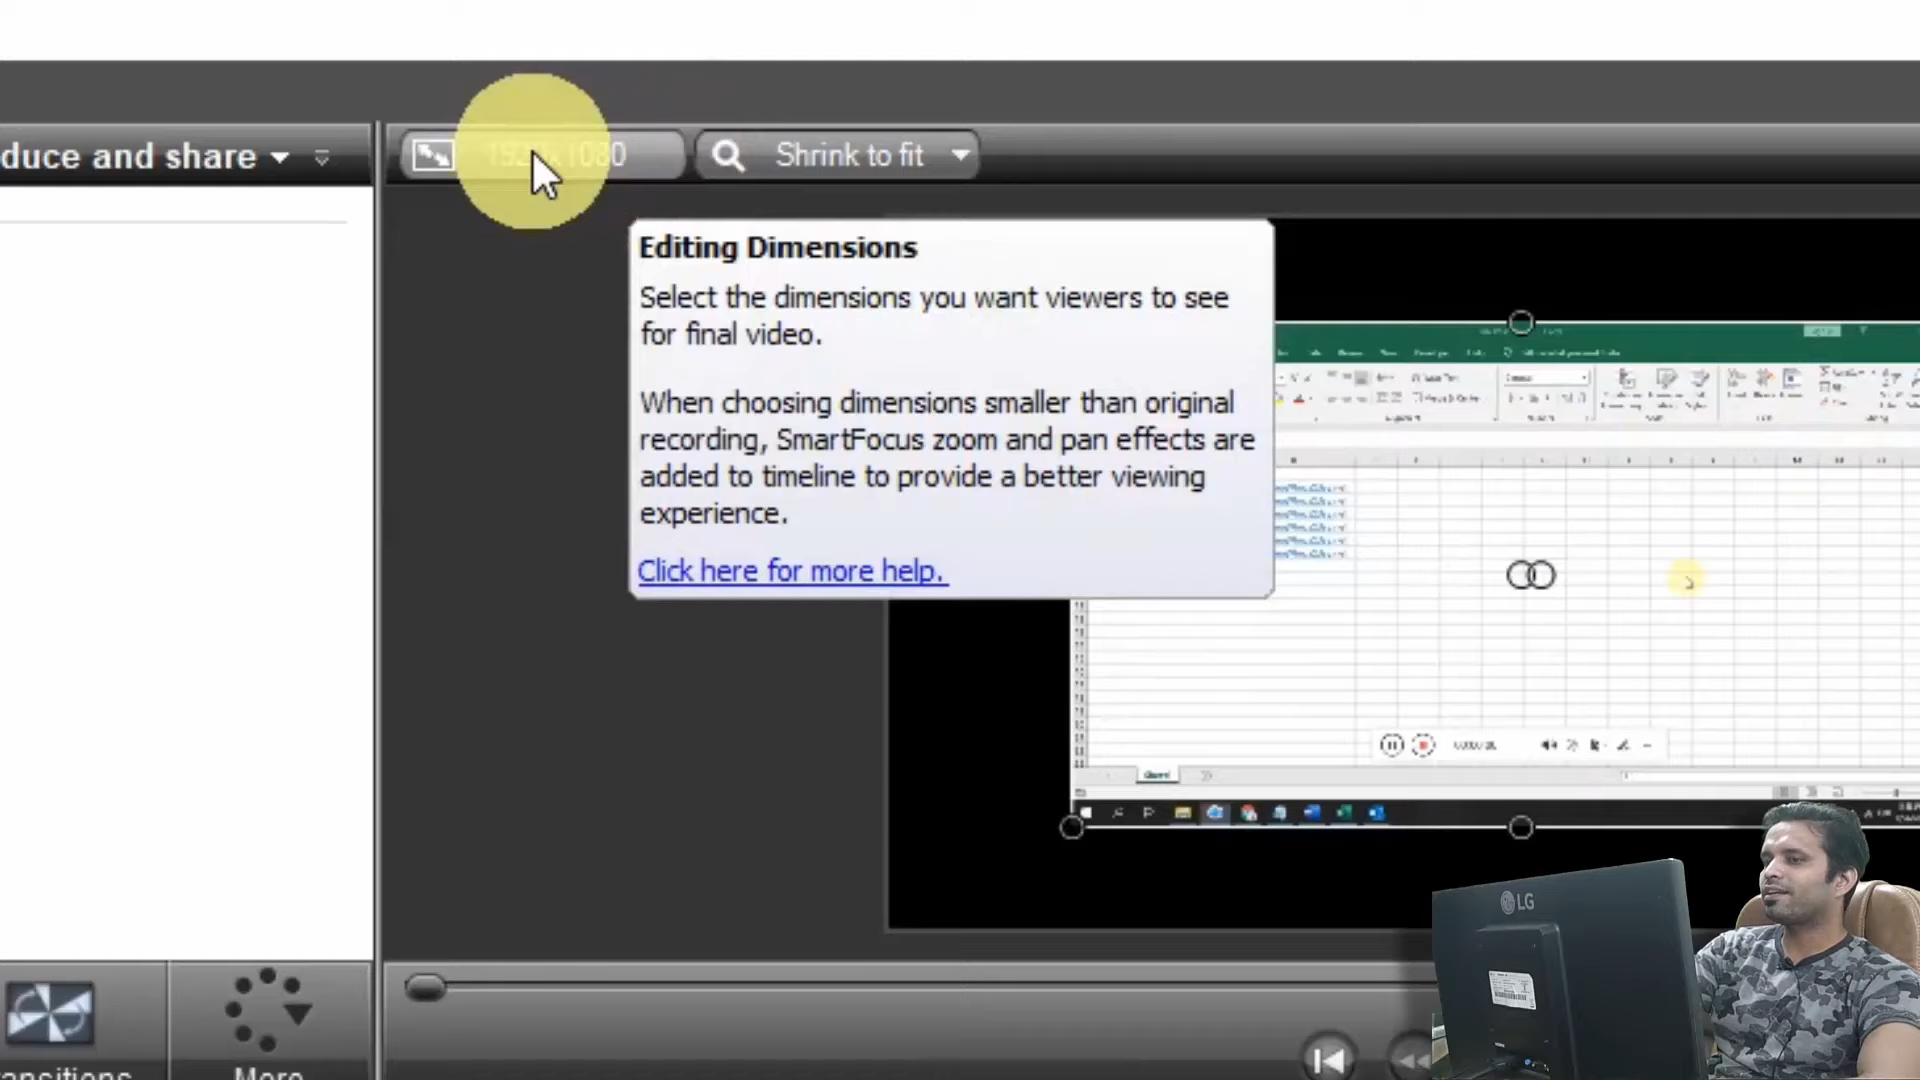 duce and share
1920x1080
Shrink to fit
Editing Dimensions
Select the dimensions you want viewers to see
for final video.
When choosing dimensions smaller than original
recording, SmartFocus zoom and pan effects are
added to timeline to provide a better viewing
experience.
Click here for more help.
LG
ansitions
More